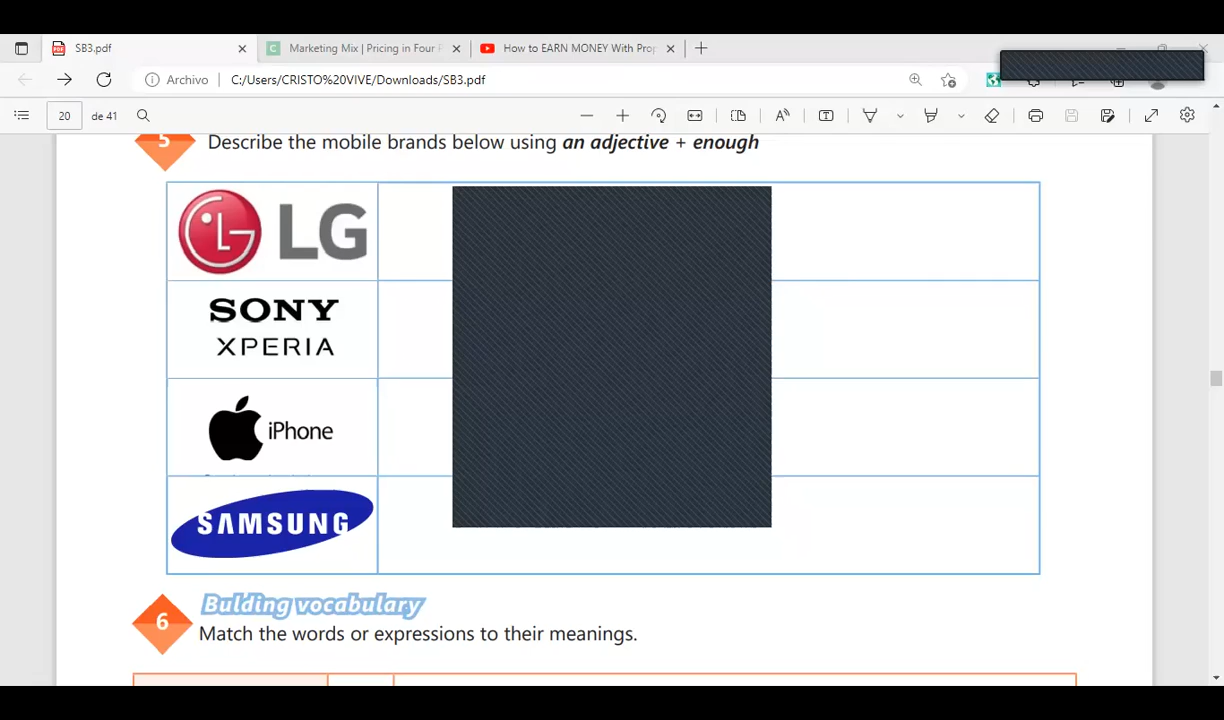 SB3.pdf
Marketing Mix | Pricing in Four P
How to EARN MONEY With Prop
Archivo
C:/Users/CRISTO%20VIVE/Downloads/SB3.pdf
20
de 41
5
Describe the mobile brands below using an adjective + enough
LG
SONY
XPERIA
iPhone
SAMSUNG
6
Bulding vocabulary
Match the words or expressions to their meanings.